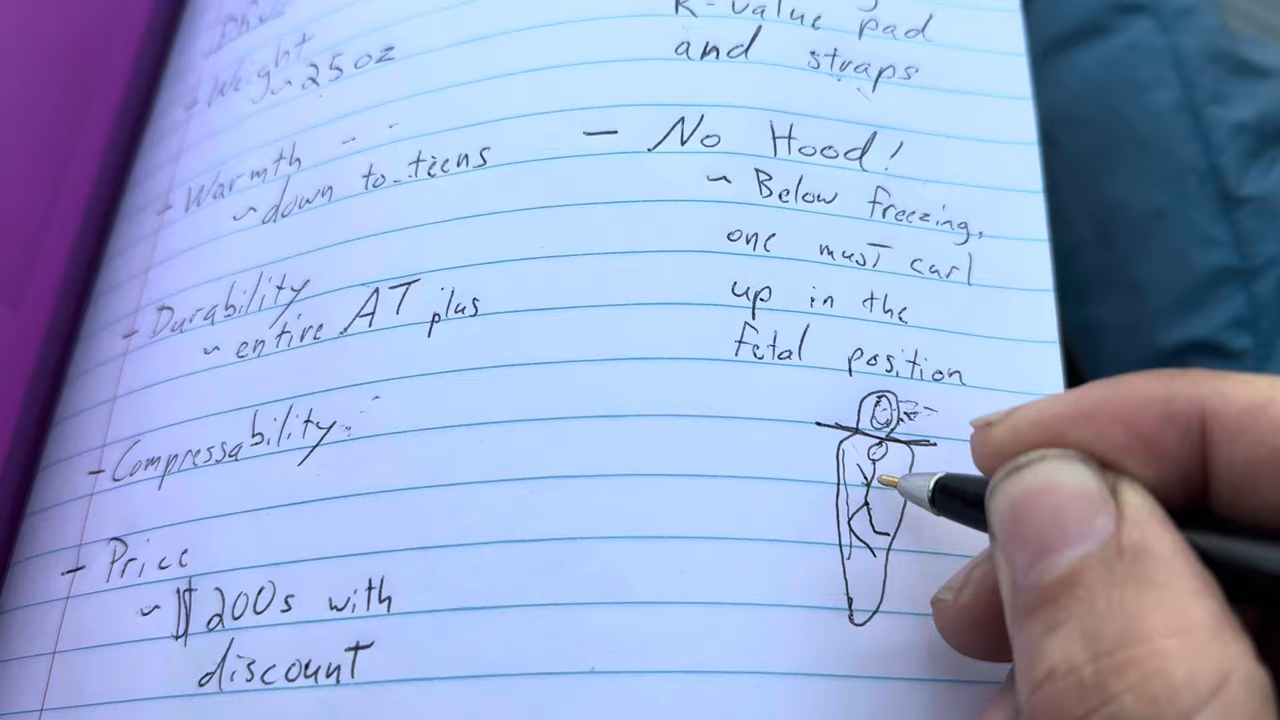 - Weight
~ 25oz
- Warmth
~ down to teens
- Durability
~ entire AT plus
- Compressability
- Price
~ $200s with
discount
R-value pad
and straps
- No Hood!
~ Below freezing,
one must curl
up in the
fetal position